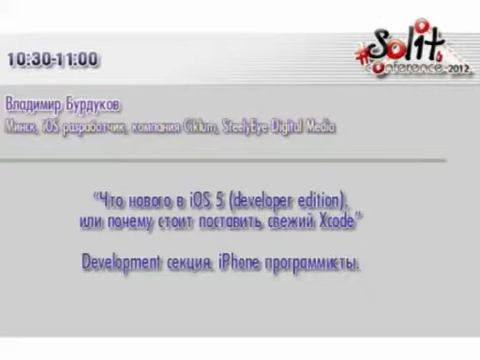 10:30-11:00
#Solit
Conference 2012
Владимир Бурдуков
Минск, iOS разработчик, компания Ciklum, SteelyEye Digital Media
"Что нового в iOS 5 (developer edition),
или почему стоит поставить свежий Xcode"
Development секция. iPhone программисты.